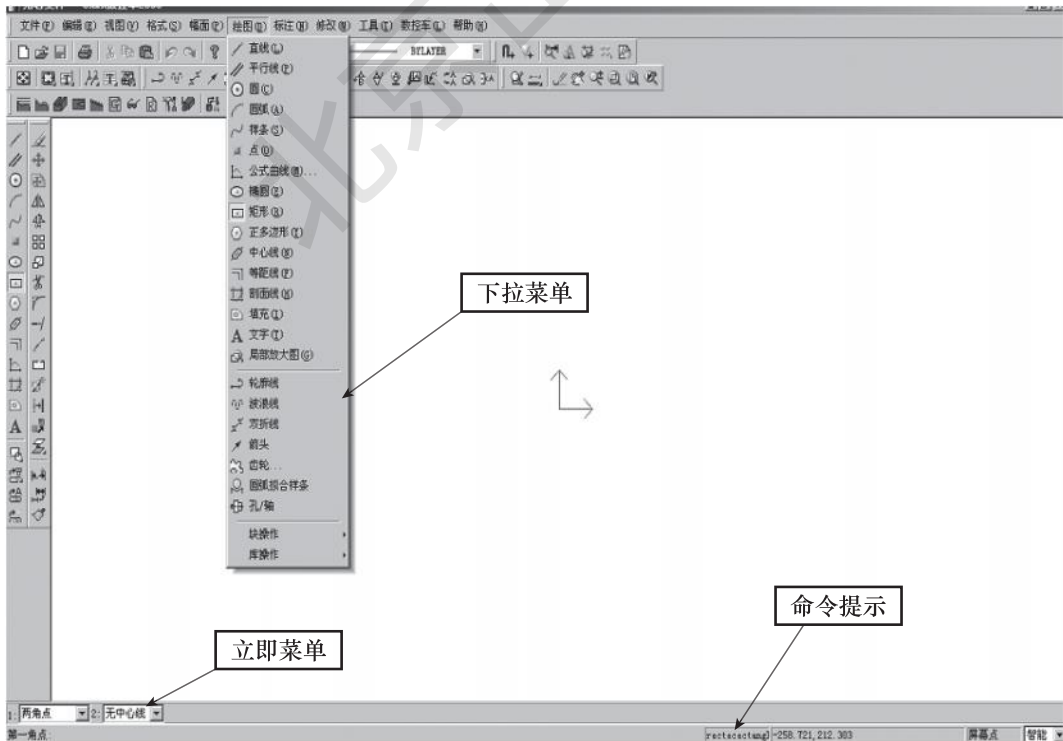 文件(F) 编辑(E) 视图(V) 格式(S) 幅面(P) 绘图(D) 标注(N) 修改(M) 工具(T) 数控车(L) 帮助(H)
BYLAYER
直线(L)
平行线(P)
圆(C)
圆弧(A)
样条(S)
点(O)
公式曲线(M)...
椭圆(E)
矩形(R)
正多边形(Y)
中心线(N)
等距线(F)
剖面线(H)
填充(I)
文字(T)
局部放大图(G)
轮廓线
波浪线
双折线
箭头
齿轮...
圆弧拟合样条
孔/轴
块操作
库操作
下拉菜单
命令提示
立即菜单
1: 两角点 2: 无中心线
第一角点:
-258.721,212.303 屏幕点 智能
北京